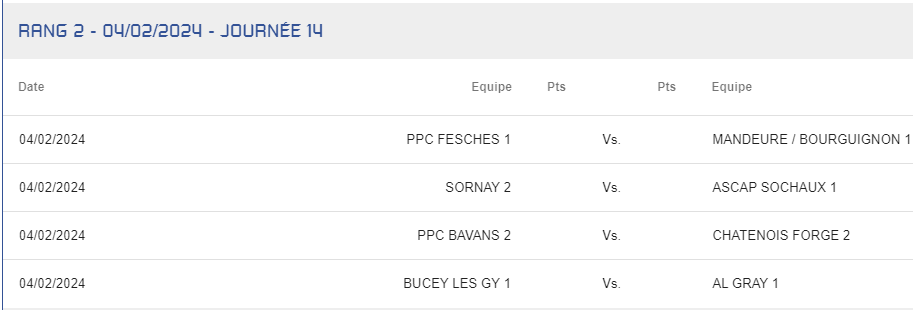 RANG 2 - 04/02/2024 - JOURNÉE 14
Date Equipe Pts Pts Equipe
04/02/2024 PPC FESCHES 1 Vs. MANDEURE / BOURGUIGNON 1
04/02/2024 SORNAY 2 Vs. ASCAP SOCHAUX 1
04/02/2024 PPC BAVANS 2 Vs. CHATENOIS FORGE 2
04/02/2024 BUCEY LES GY 1 Vs. AL GRAY 1